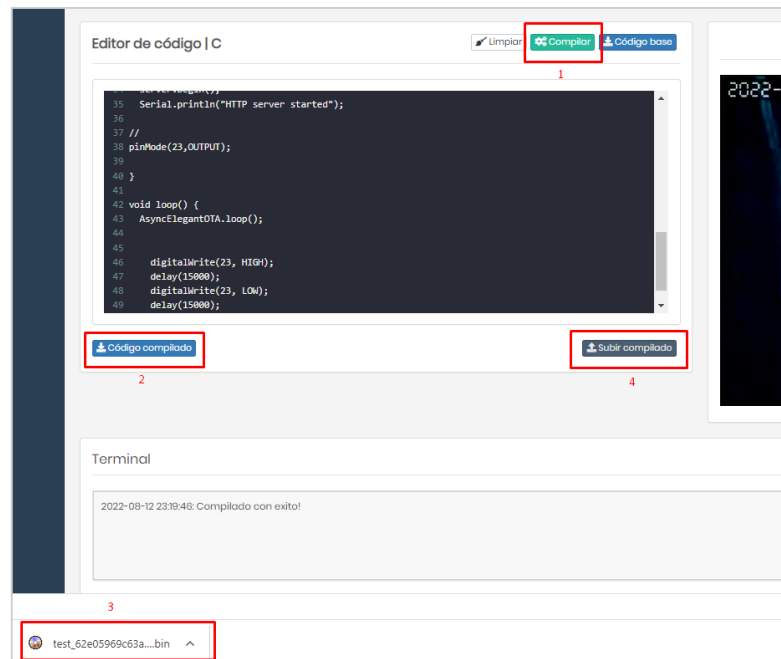 Editor de código | C
Limpiar
Compilar
Código base
1
34 server.begin();
35 Serial.println("HTTP server started");
36
37 //
38 pinMode(23,OUTPUT);
39
40 }
41
42 void loop() {
43 AsyncElegantOTA.loop();
44
45
46 digitalWrite(23, HIGH);
47 delay(15000);
48 digitalWrite(23, LOW);
49 delay(15000);
Código compilado
Subir compilado
2
4
2022-
Terminal
2022-08-12 23:19:46: Compilado con exito!
3
test_62e05969c63a....bin